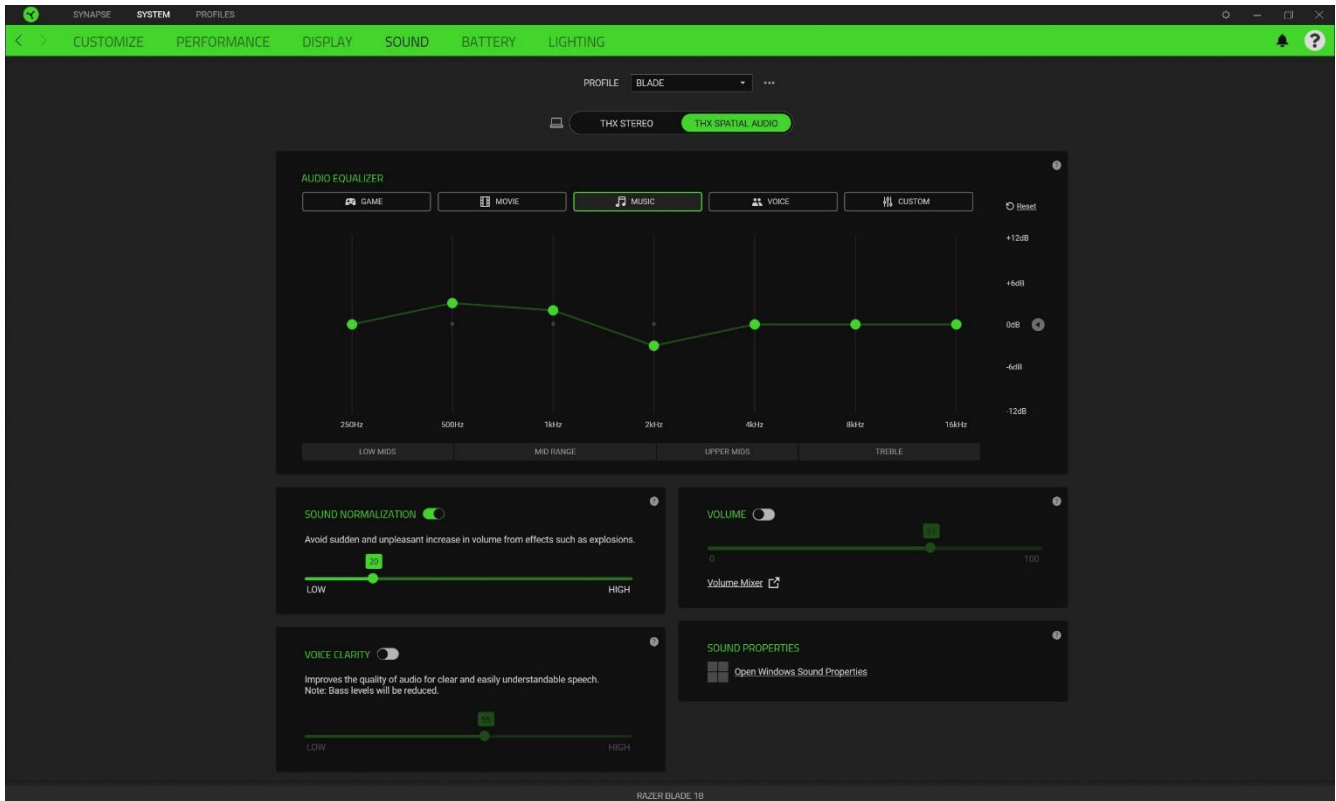 SYNAPSE SYSTEM PROFILES
CUSTOMIZE PERFORMANCE DISPLAY SOUND BATTERY LIGHTING
PROFILE BLADE
THX STEREO THX SPATIAL AUDIO
AUDIO EQUALIZER
GAME MOVIE MUSIC VOICE CUSTOM
Reset
+12dB
+6dB
0dB
-6dB
-12dB
250Hz 500Hz 1kHz 2kHz 4kHz 8kHz 16kHz
LOW MIDS MID RANGE UPPER MIDS TREBLE
SOUND NORMALIZATION
Avoid sudden and unpleasant increase in volume from effects such as explosions.
20
LOW HIGH
VOLUME
0 100
Volume Mixer
VOICE CLARITY
Improves the quality of audio for clear and easily understandable speech.
Note: Bass levels will be reduced.
LOW HIGH
SOUND PROPERTIES
Open Windows Sound Properties
RAZER BLADE 18